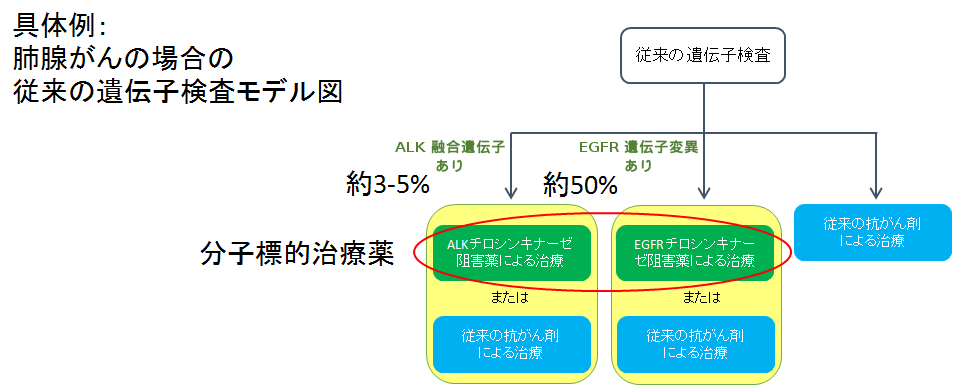 具体例：
肺腺がんの場合の
従来の遺伝子検査モデル図
従来の遺伝子検査
ALK 融合遺伝子
あり
EGFR 遺伝子変異
あり
約3-5%
約50%
分子標的治療薬
ALKチロシンキナーゼ
阻害薬による治療
または
従来の抗がん剤
による治療
EGFRチロシンキナー
ゼ阻害薬による治療
または
従来の抗がん剤
による治療
従来の抗がん剤
による治療